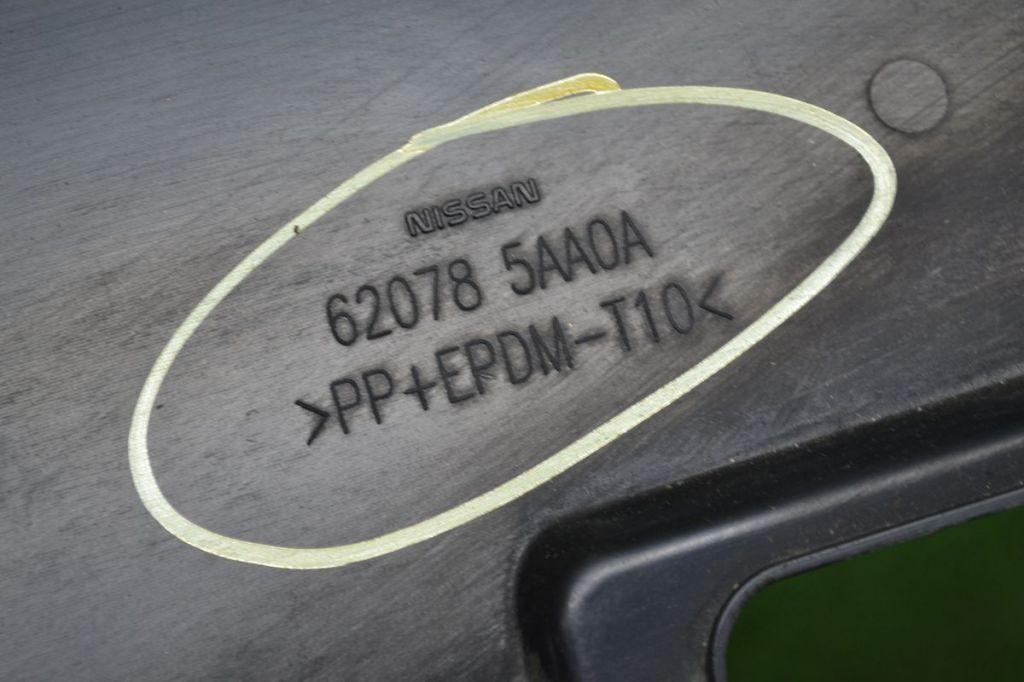 NISSAN
62078 5AA0A
>PP+EPDM-T10<